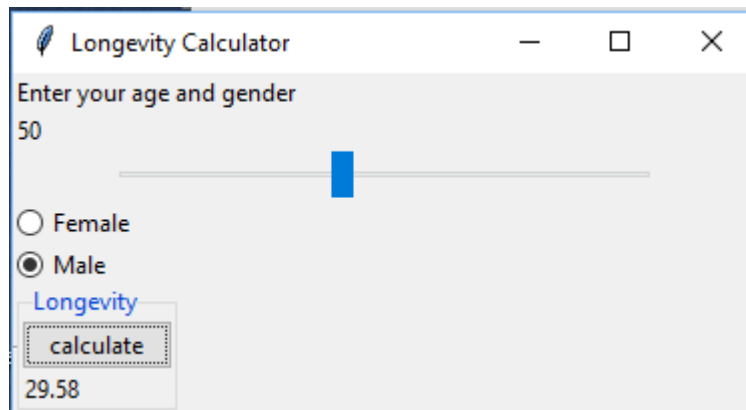 Longevity Calculator
Enter your age and gender
50
Female
Male
Longevity
calculate
29.58